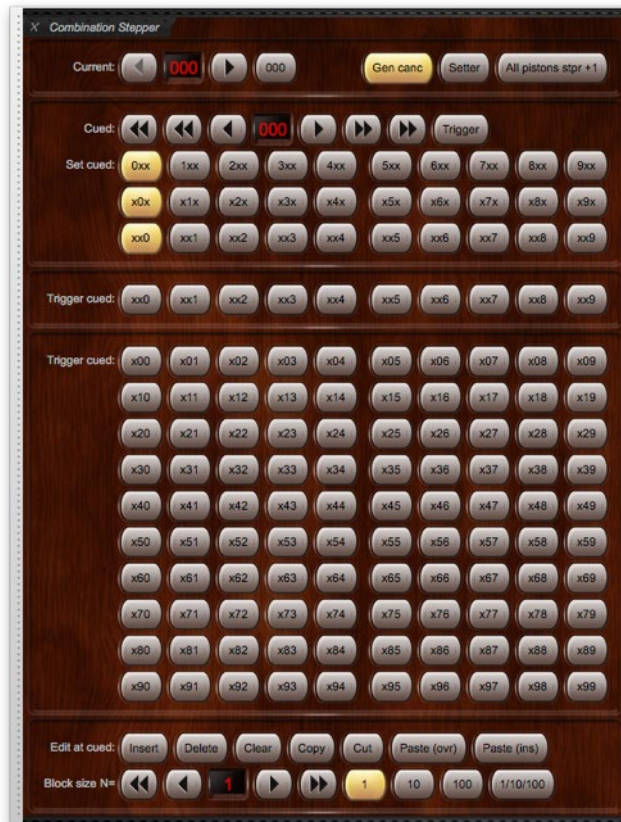 X Combination Stepper
Current: 000 000 Gen canc Setter All pistons stpr +1
Cued: 000 Trigger
Set cued: 0xx 1xx 2xx 3xx 4xx 5xx 6xx 7xx 8xx 9xx
x0x x1x x2x x3x x4x x5x x6x x7x x8x x9x
xx0 xx1 xx2 xx3 xx4 xx5 xx6 xx7 xx8 xx9
Trigger cued: xx0 xx1 xx2 xx3 xx4 xx5 xx6 xx7 xx8 xx9
Trigger cued: x00 x01 x02 x03 x04 x05 x06 x07 x08 x09
x10 x11 x12 x13 x14 x15 x16 x17 x18 x19
x20 x21 x22 x23 x24 x25 x26 x27 x28 x29
x30 x31 x32 x33 x34 x35 x36 x37 x38 x39
x40 x41 x42 x43 x44 x45 x46 x47 x48 x49
x50 x51 x52 x53 x54 x55 x56 x57 x58 x59
x60 x61 x62 x63 x64 x65 x66 x67 x68 x69
x70 x71 x72 x73 x74 x75 x76 x77 x78 x79
x80 x81 x82 x83 x84 x85 x86 x87 x88 x89
x90 x91 x92 x93 x94 x95 x96 x97 x98 x99
Edit at cued: Insert Delete Clear Copy Cut Paste (ovr) Paste (ins)
Block size N= 1 1 10 100 1/10/100